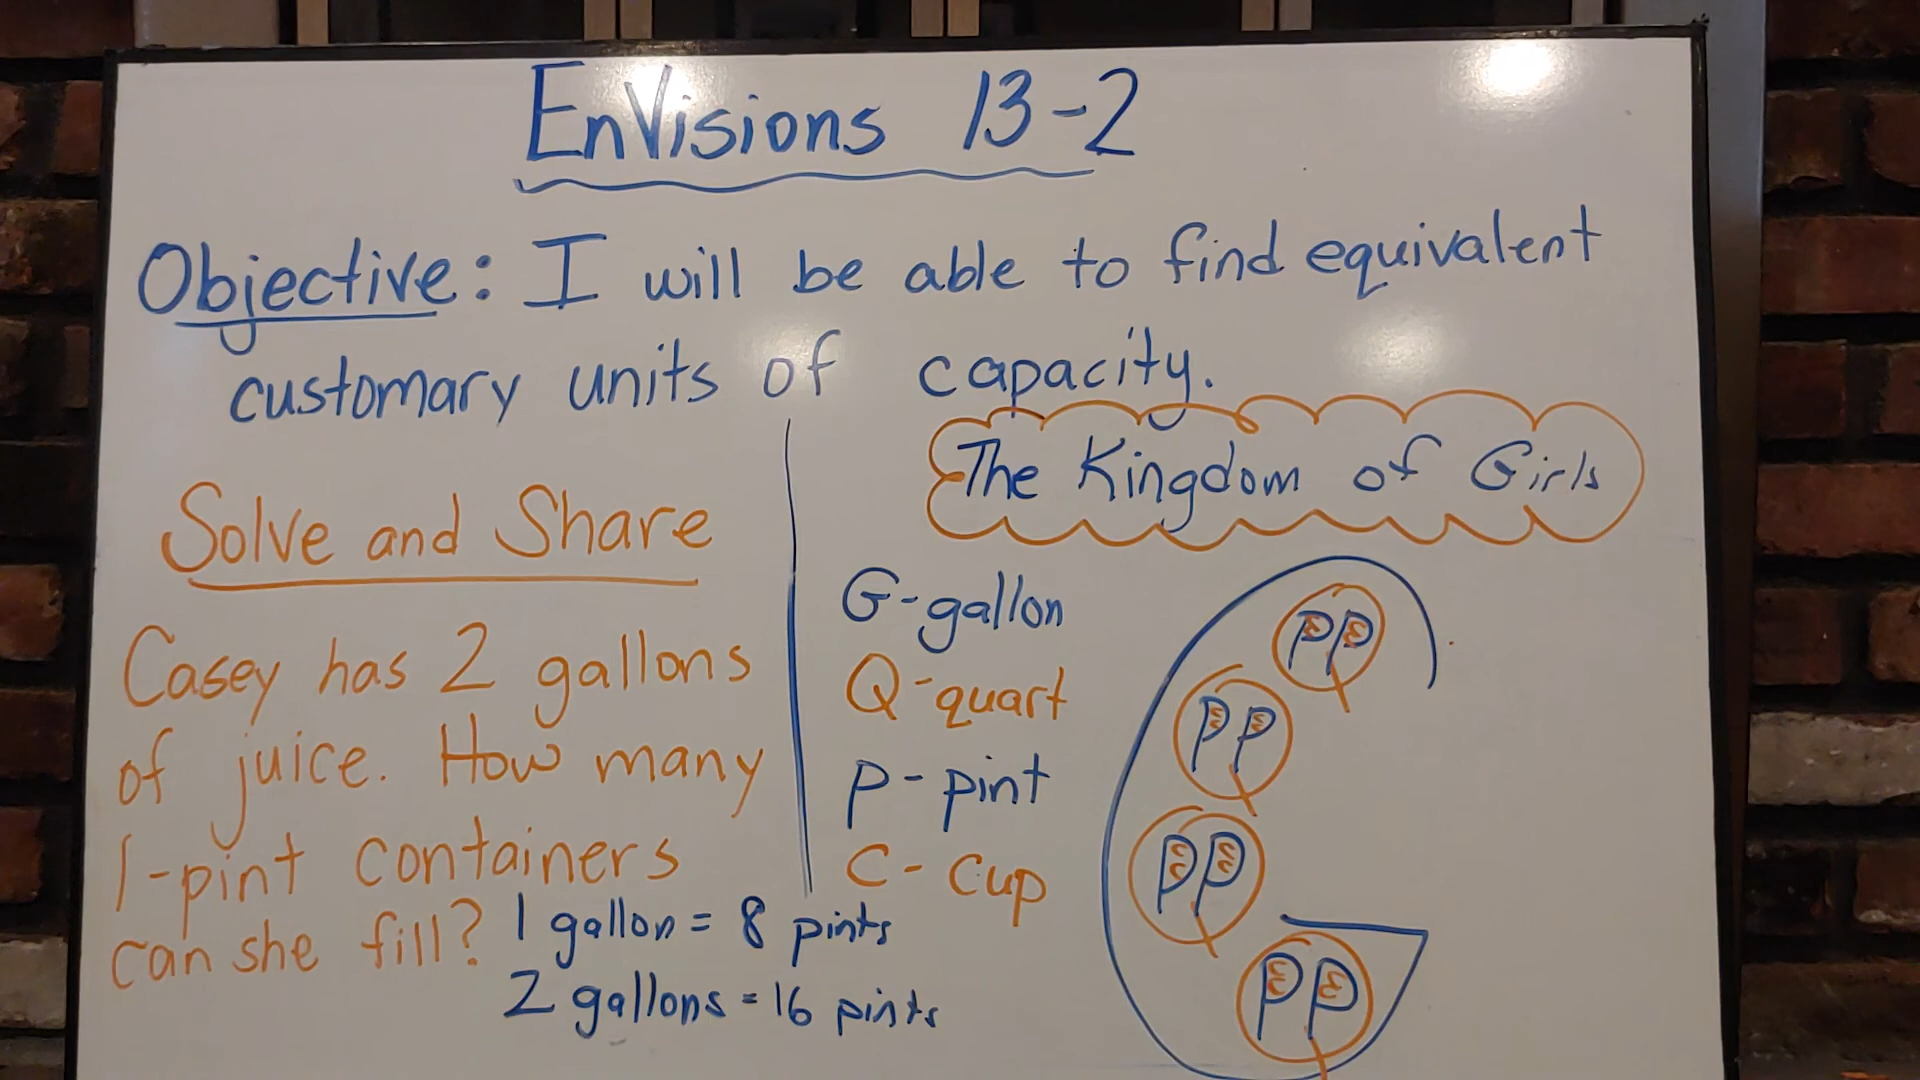 EnVisions 13-2
Objective: I will be able to find equivalent
customary units of capacity.
Solve and Share
Casey has 2 gallons
of juice. How many
1-pint containers
can she fill?
1 gallon = 8 pints
2 gallons = 16 pints
The Kingdom of Girls
G-gallon
Q-quart
P-pint
C-cup
PP
PP
PP
PP